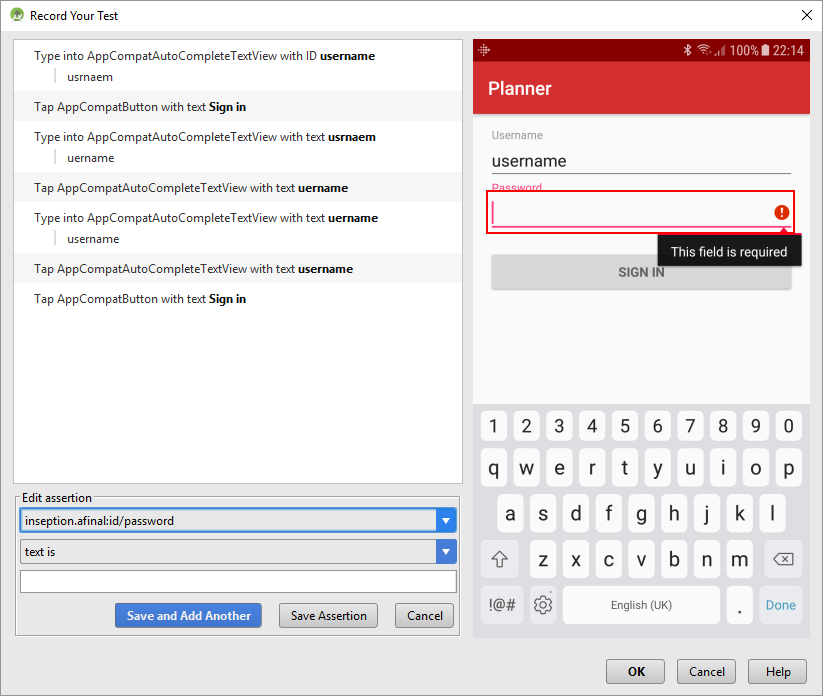 Record Your Test
Type into AppCompatAutoCompleteTextView with ID username
usrnaem
Tap AppCompatButton with text Sign in
Type into AppCompatAutoCompleteTextView with text usrnaem
uername
Tap AppCompatAutoCompleteTextView with text uername
Type into AppCompatAutoCompleteTextView with text uername
username
Tap AppCompatAutoCompleteTextView with text username
Tap AppCompatButton with text Sign in
Edit assertion
inseption.afinal:id/password
text is
Save and Add Another Save Assertion Cancel
100% 22:14
Planner
Username
username
Password
This field is required
SIGN IN
1 2 3 4 5 6 7 8 9 0
q w e r t y u i o p
a s d f g h j k l
z x c v b n m
!@# English (UK) . Done
OK Cancel Help